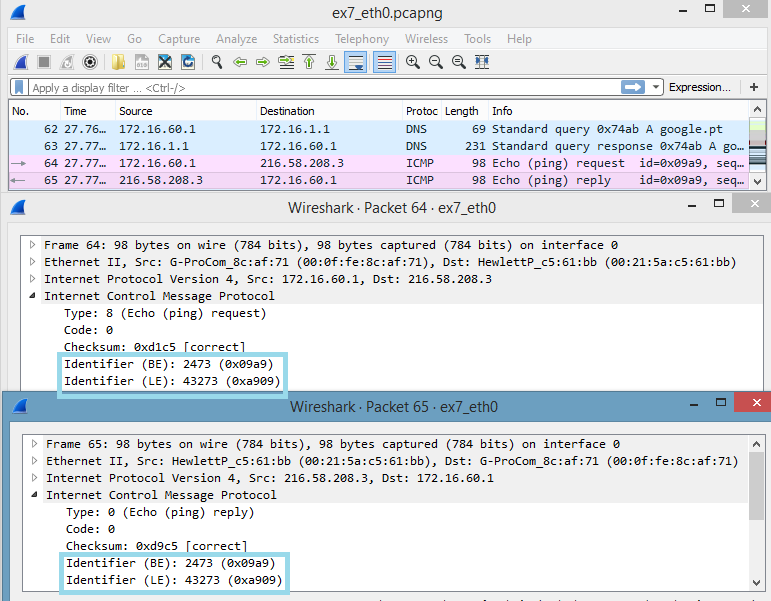 ex7_eth0.pcapng
File Edit View Go Capture Analyze Statistics Telephony Wireless Tools Help
Apply a display filter ... <Ctrl-/> Expression... +
No. Time Source Destination Protoc Length Info
62 27.76… 172.16.60.1 172.16.1.1 DNS 69 Standard query 0x74ab A google.pt
63 27.77… 172.16.1.1 172.16.60.1 DNS 231 Standard query response 0x74ab A go…
64 27.77… 172.16.60.1 216.58.208.3 ICMP 98 Echo (ping) request id=0x09a9, seq…
65 27.77… 216.58.208.3 172.16.60.1 ICMP 98 Echo (ping) reply id=0x09a9, seq…
Wireshark · Packet 64 · ex7_eth0
Frame 64: 98 bytes on wire (784 bits), 98 bytes captured (784 bits) on interface 0
Ethernet II, Src: G-ProCom_8c:af:71 (00:0f:fe:8c:af:71), Dst: HewlettP_c5:61:bb (00:21:5a:c5:61:bb)
Internet Protocol Version 4, Src: 172.16.60.1, Dst: 216.58.208.3
Internet Control Message Protocol
Type: 8 (Echo (ping) request)
Code: 0
Checksum: 0xd1c5 [correct]
Identifier (BE): 2473 (0x09a9)
Identifier (LE): 43273 (0xa909)
Wireshark · Packet 65 · ex7_eth0
Frame 65: 98 bytes on wire (784 bits), 98 bytes captured (784 bits) on interface 0
Ethernet II, Src: HewlettP_c5:61:bb (00:21:5a:c5:61:bb), Dst: G-ProCom_8c:af:71 (00:0f:fe:8c:af:71)
Internet Protocol Version 4, Src: 216.58.208.3, Dst: 172.16.60.1
Internet Control Message Protocol
Type: 0 (Echo (ping) reply)
Code: 0
Checksum: 0xd9c5 [correct]
Identifier (BE): 2473 (0x09a9)
Identifier (LE): 43273 (0xa909)